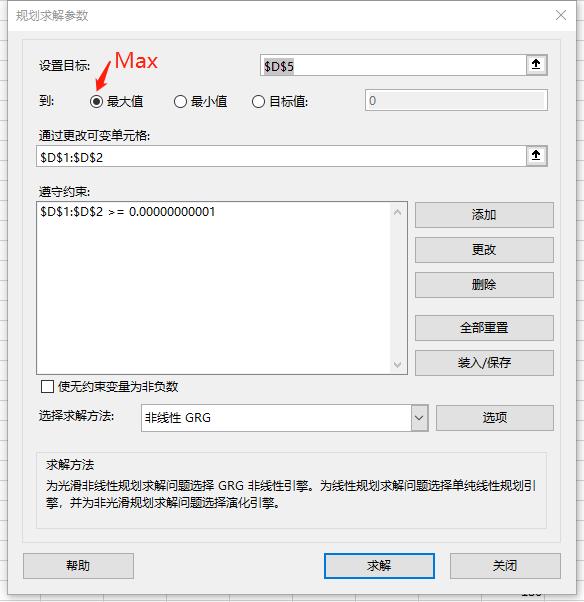 规划求解参数
设置目标:
Max
$D$5
到:
最大值
最小值
目标值:
0
通过更改可变单元格:
$D$1:$D$2
遵守约束:
$D$1:$D$2 >= 0.00000000001
添加
更改
删除
全部重置
装入/保存
使无约束变量为非负数
选择求解方法:
非线性 GRG
选项
求解方法
为光滑非线性规划求解问题选择 GRG 非线性引擎。为线性规划求解问题选择单纯线性规划引
擎，并为非光滑规划求解问题选择演化引擎。
帮助
求解
关闭